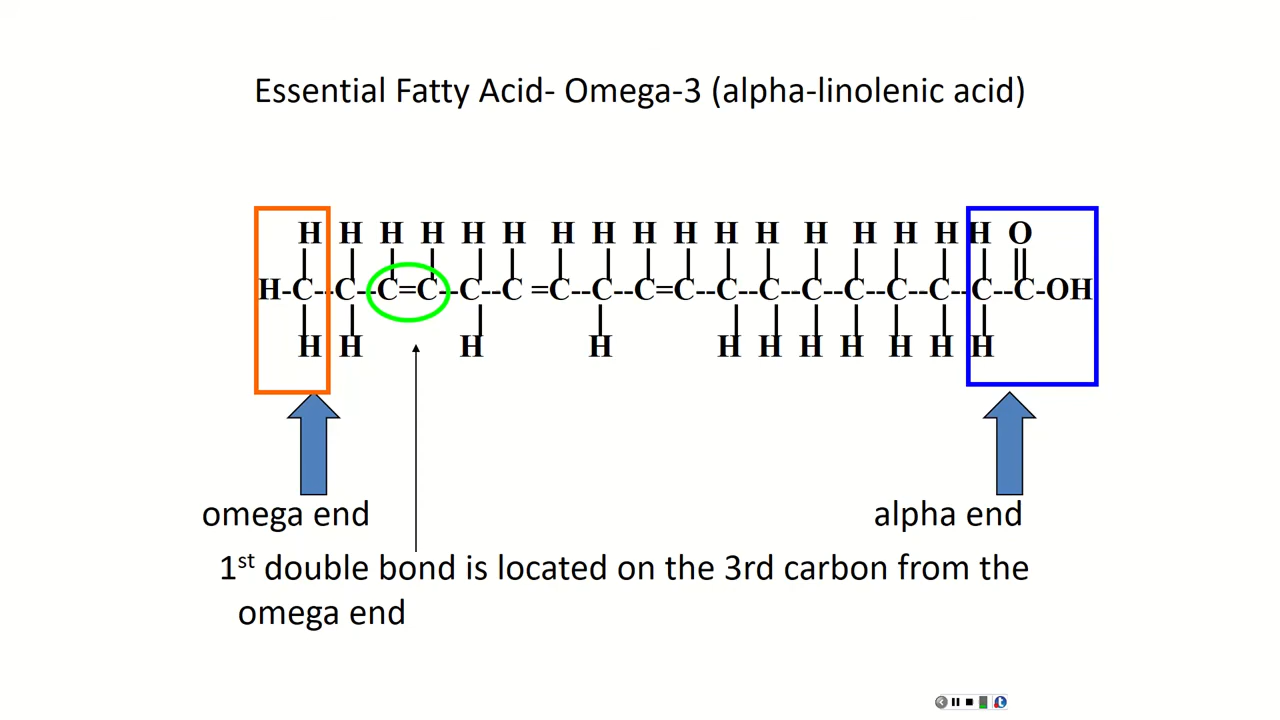 Essential Fatty Acid- Omega-3 (alpha-linolenic acid)
H H H H H H H H H H H H H H H H H O
H-C--C--C=C--C--C =C--C--C=C--C--C--C--C--C--C--C--C-OH
H H H H H H H H H H H
omega end
alpha end
1st double bond is located on the 3rd carbon from the
omega end